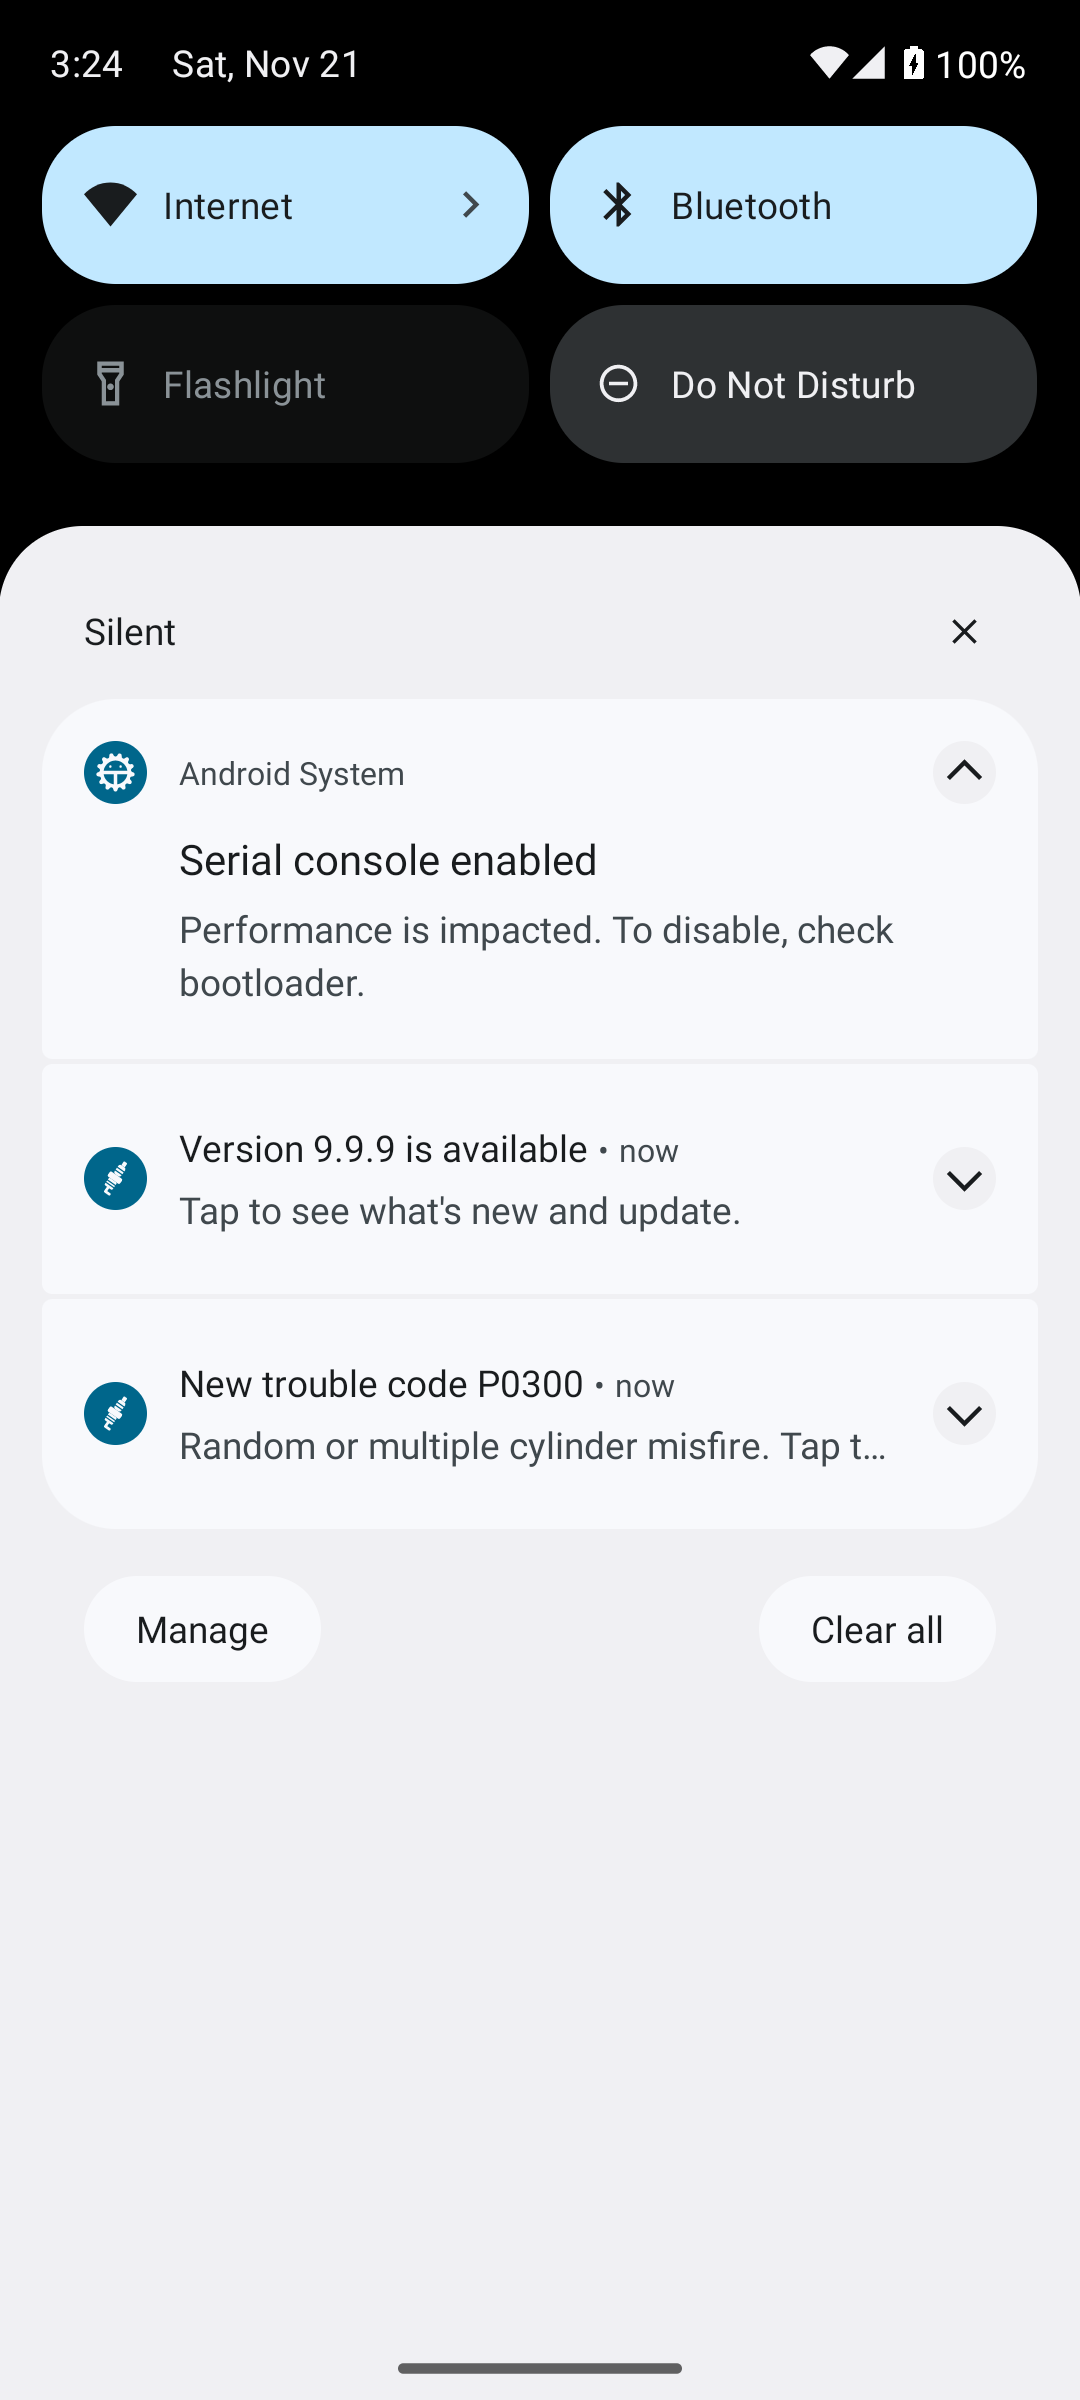 3:24 Sat, Nov 21 100%
Internet Bluetooth
Flashlight Do Not Disturb
Silent
Android System
Serial console enabled
Performance is impacted. To disable, check
bootloader.
Version 9.9.9 is available • now
Tap to see what's new and update.
New trouble code P0300 • now
Random or multiple cylinder misfire. Tap t…
Manage Clear all